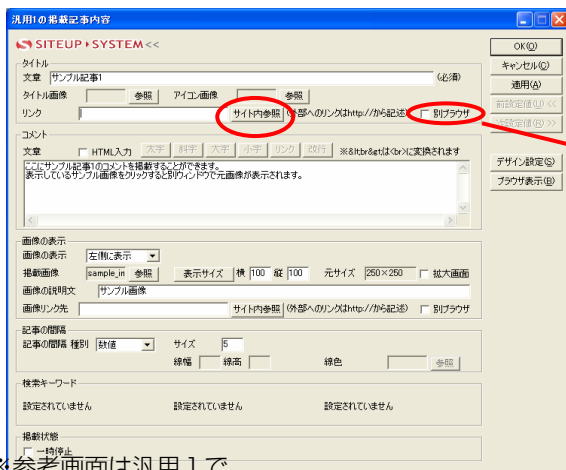 汎用1の掲載記事内容
SITEUP SYSTEM<<
タイトル
文章 サンプル記事1 (必須)
タイトル画像 参照 アイコン画像 参照
リンク サイト内参照 (外部へのリンクはhttp://から記述) 別ブラウザ
コメント
文章 HTML入力 太字 斜字 大字 小字 リンク 改行 ※&ltbr&gtは<br>に変換されます
ここにサンプル記事1のコメントを掲載することができます。
表示しているサンプル画像をクリックすると別ウィンドウで元画像が表示されます。
画像の表示
画像の表示 左側に表示
掲載画像 sample_in 参照 表示サイズ 横 100 縦 100 元サイズ 250×250 拡大画面
画像の説明文 サンプル画像
画像リンク先 サイト内参照 (外部へのリンクはhttp://から記述) 別ブラウザ
記事の間隔
記事の間隔 種別 数値 サイズ 5
線幅 線高 線色 参照
検索キーワード
設定されていません 設定されていません 設定されていません
掲載状態
一時停止
OK(O)
キャンセル(C)
適用(A)
前設定値(U) <<
次設定値(R) >>
デザイン設定(S)
ブラウザ表示(B)
※参考画面は汎用1で